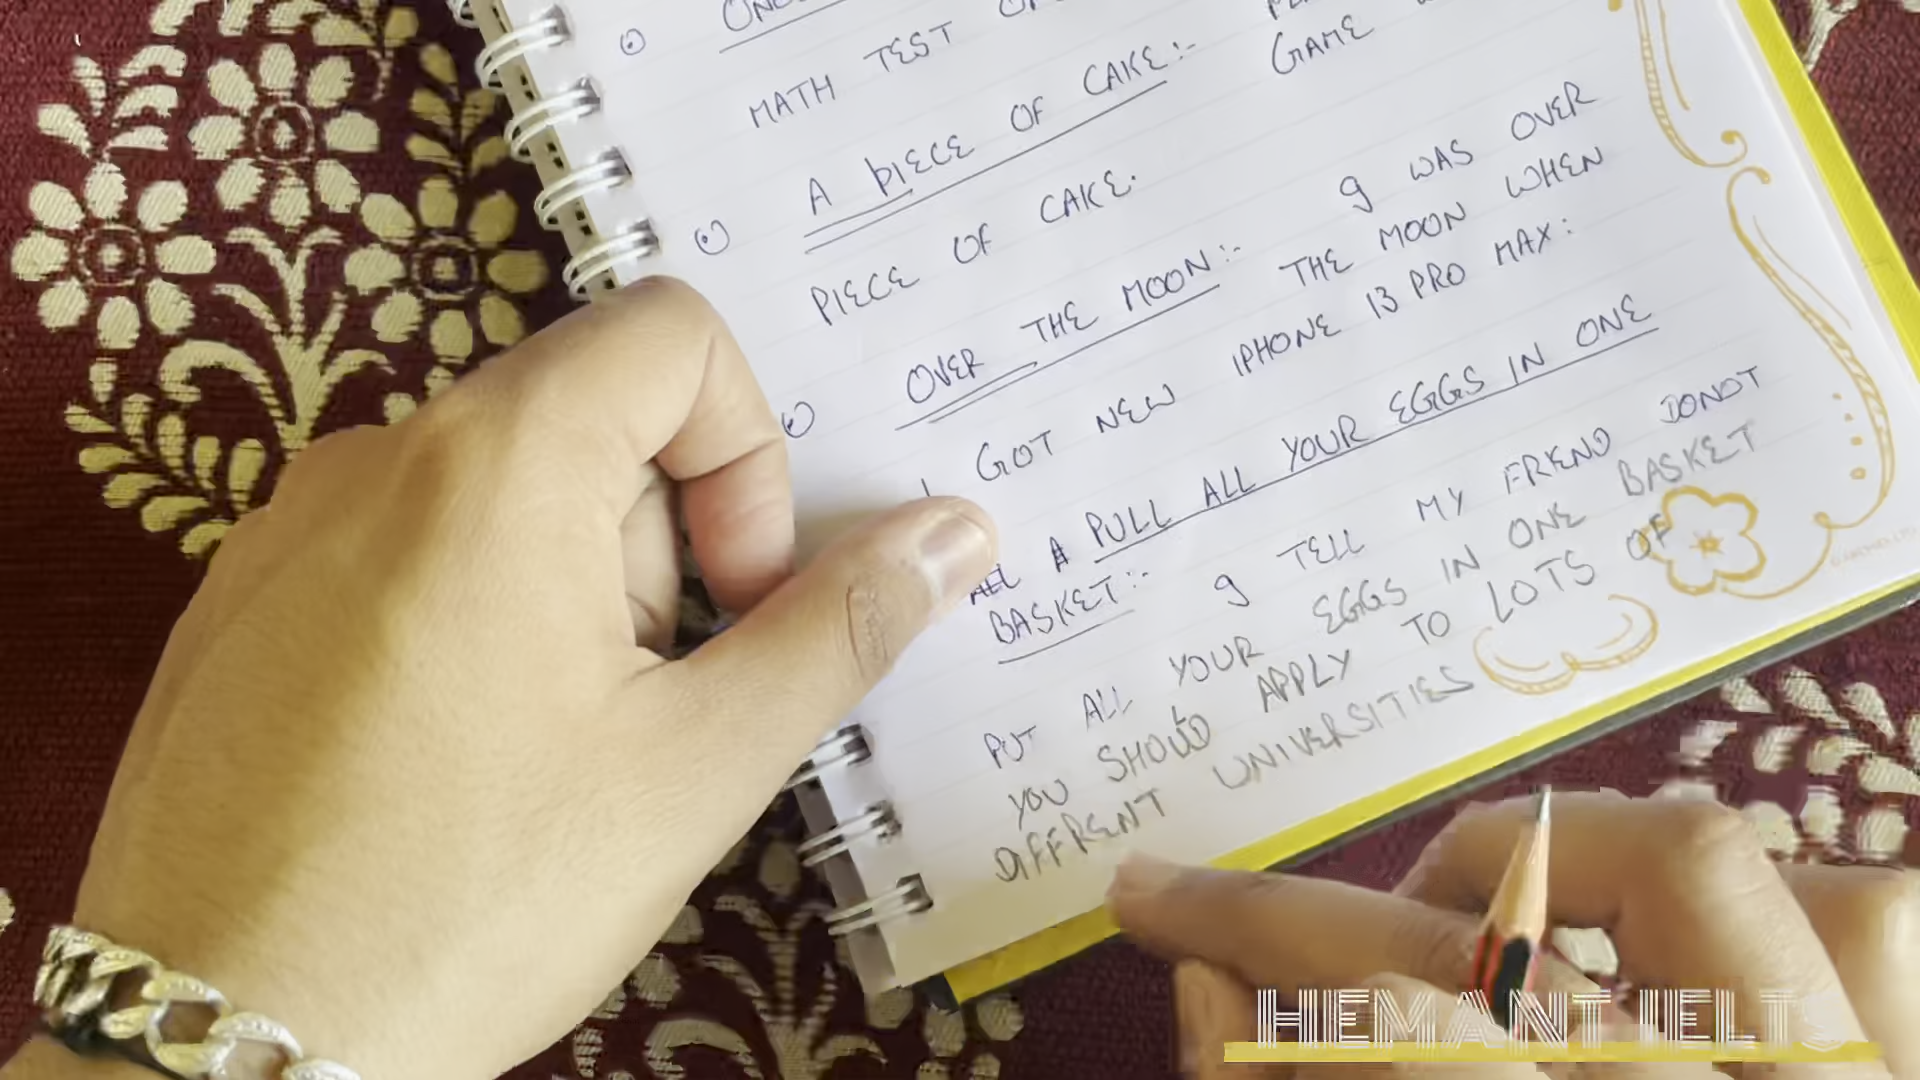 MATH TEST
A PIECE OF CAKE:- GAME
PIECE OF CAKE.
OVER THE MOON:- I WAS OVER
THE MOON WHEN
I GOT NEW IPHONE 13 PRO MAX:
A PULL ALL YOUR EGGS IN ONE
BASKET:- I TELL MY FRIEND DONOT
PUT ALL YOUR EGGS IN ONE BASKET
YOU SHOULD APPLY TO LOTS OF
DIFFRENT UNIVERSITIES
HEMANT IELTS